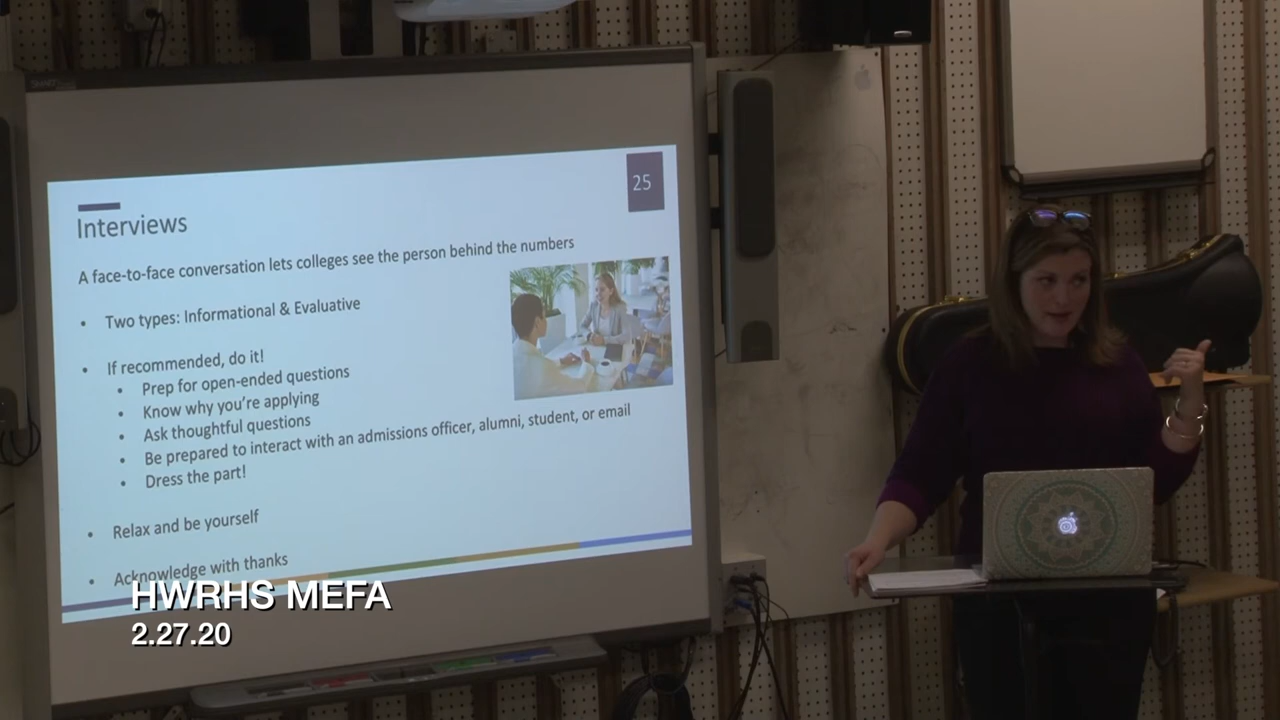 25
Interviews
A face-to-face conversation lets colleges see the person behind the numbers
• Two types: Informational & Evaluative
• If recommended, do it!
• Prep for open-ended questions
• Know why you're applying
• Ask thoughtful questions
• Be prepared to interact with an admissions officer, alumni, student, or email
• Dress the part!
• Relax and be yourself
• Acknowledge with thanks
HWRHS MEFA
2.27.20